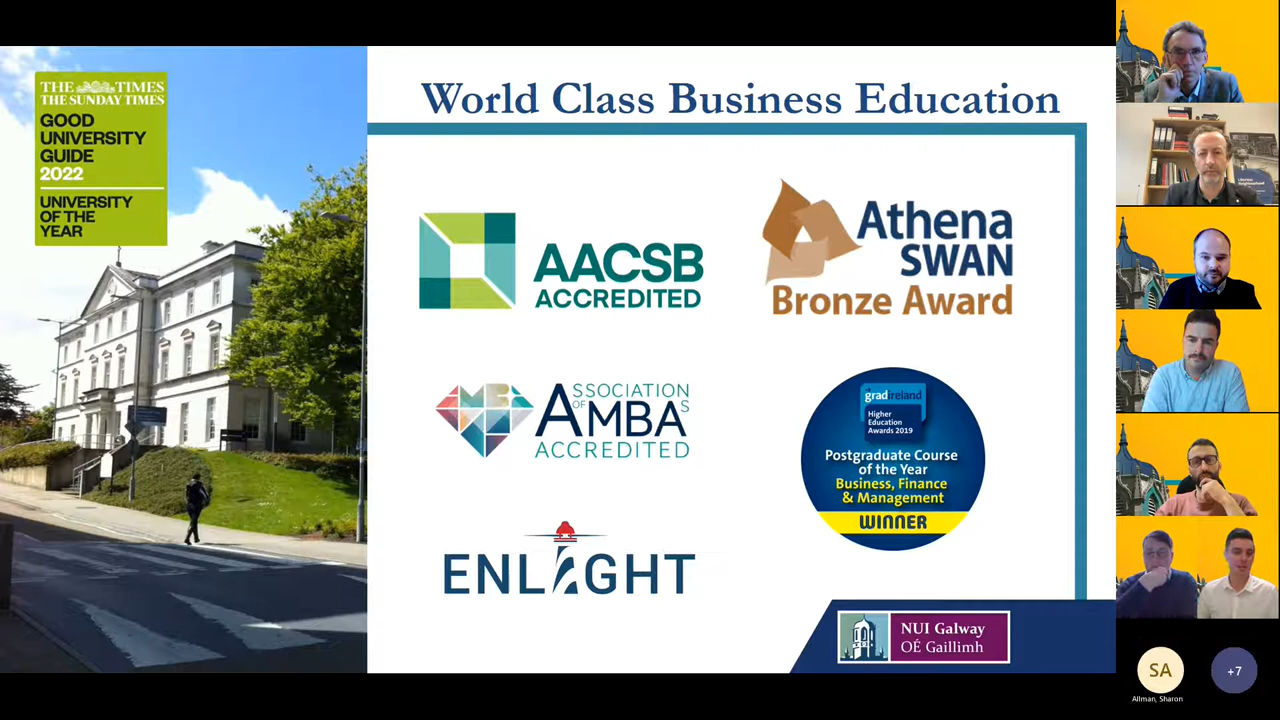 THE TIMES
THE SUNDAY TIMES
GOOD
UNIVERSITY
GUIDE
2022
UNIVERSITY
OF THE
YEAR
World Class Business Education
AACSB
ACCREDITED
Athena
SWAN
Bronze Award
ASSOCIATION
OF
AMBAs
ACCREDITED
gradireland
Higher
Education
Awards 2019
Postgraduate Course
of the Year
Business, Finance
& Management
WINNER
ENLIGHT
NUI Galway
OÉ Gaillimh
SA
Allman, Sharon
+7